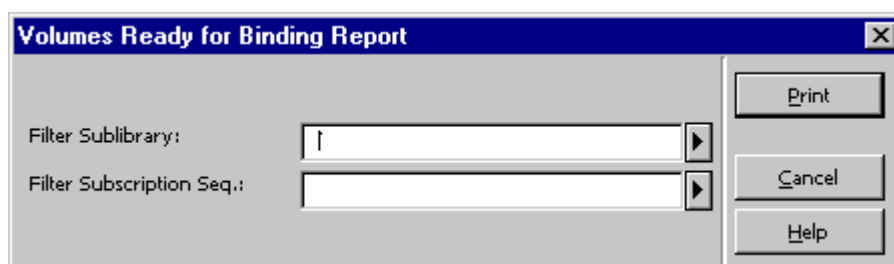 Volumes Ready for Binding Report
Filter Sublibrary:
Filter Subscription Seq.:
Print
Cancel
Help